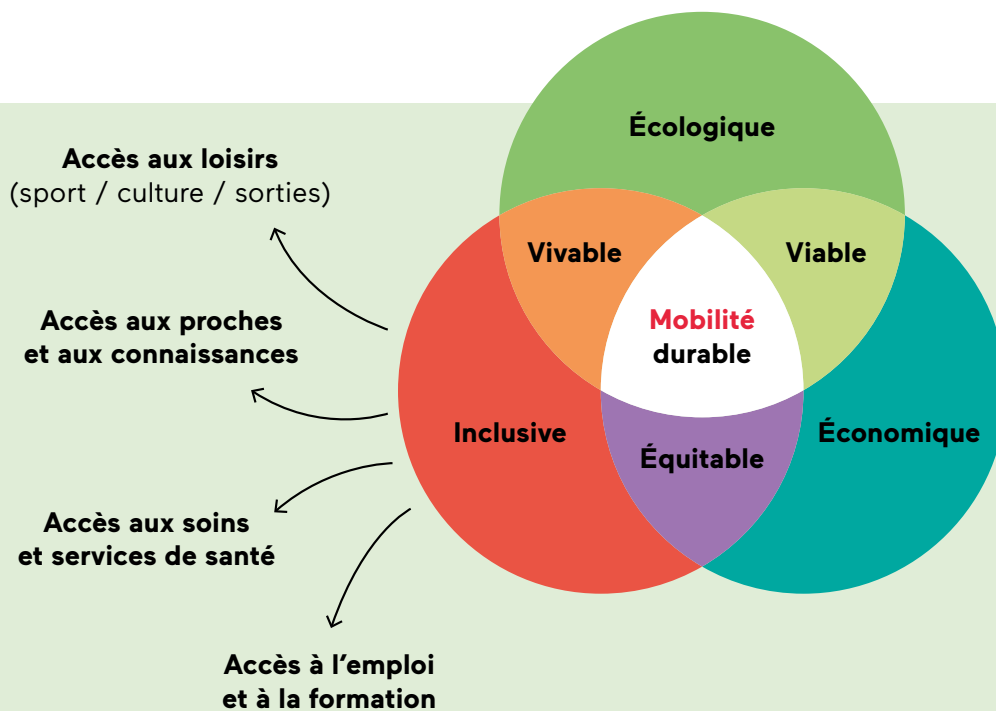 Écologique
Accès aux loisirs
(sport / culture / sorties)
Vivable
Viable
Mobilité
durable
Accès aux proches
et aux connaissances
Inclusive
Économique
Équitable
Accès aux soins
et services de santé
Accès à l’emploi
et à la formation